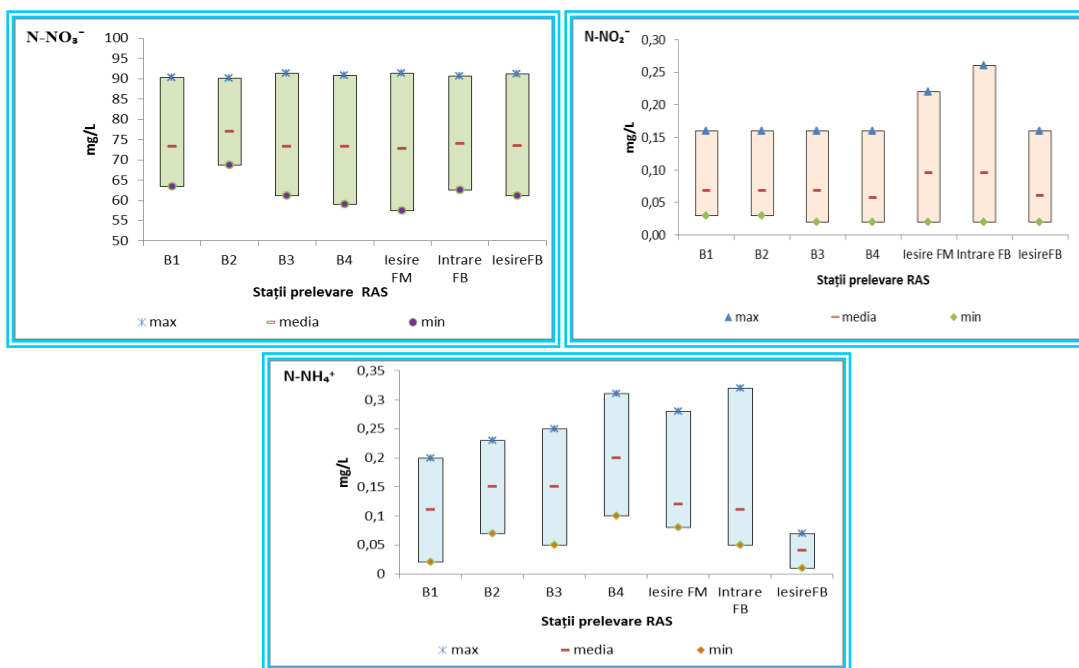 N-NO₃⁻
100
95
90
85
80
75
70
65
60
55
50
mg/L
B1 B2 B3 B4 Iesire FM Intrare FB IesireFB
Stații prelevare RAS
max media min
N-NO₂⁻
0,30
0,25
0,20
0,15
0,10
0,05
0,00
mg/L
B1 B2 B3 B4 Iesire FM Intrare FB IesireFB
Stații prelevare RAS
max media min
N-NH₄⁺
0,35
0,3
0,25
0,2
0,15
0,1
0,05
0
mg/L
B1 B2 B3 B4 Iesire FM Intrare FB IesireFB
Stații prelevare RAS
max media min